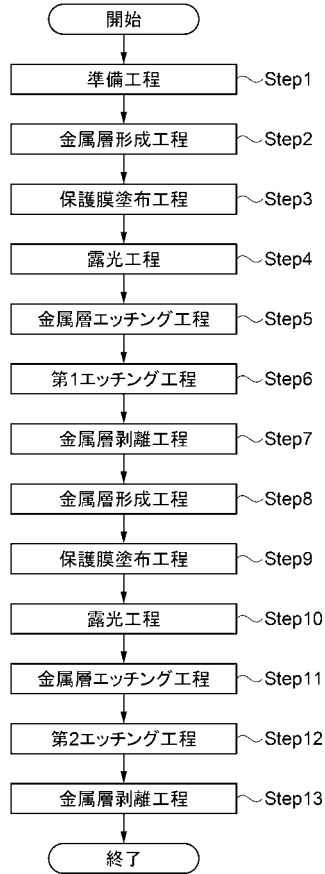 開始
準備工程 Step1
金属層形成工程 Step2
保護膜塗布工程 Step3
露光工程 Step4
金属層エッチング工程 Step5
第1エッチング工程 Step6
金属層剥離工程 Step7
金属層形成工程 Step8
保護膜塗布工程 Step9
露光工程 Step10
金属層エッチング工程 Step11
第2エッチング工程 Step12
金属層剥離工程 Step13
終了